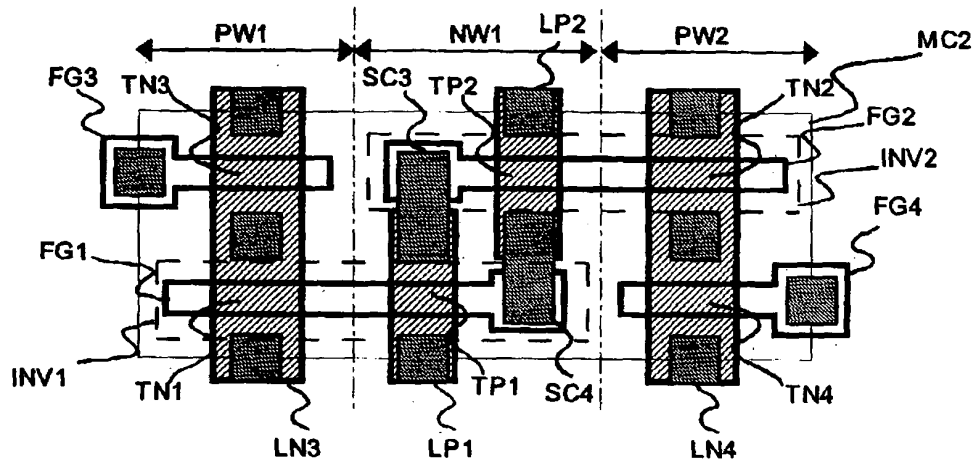 PW1 NW1 LP2 PW2 MC2
FG3 TN3 SC3 TP2 TN2
FG2
INV2
FG4
FG1
INV1 TN1 TP1 SC4 TN4
LN3 LP1 LN4